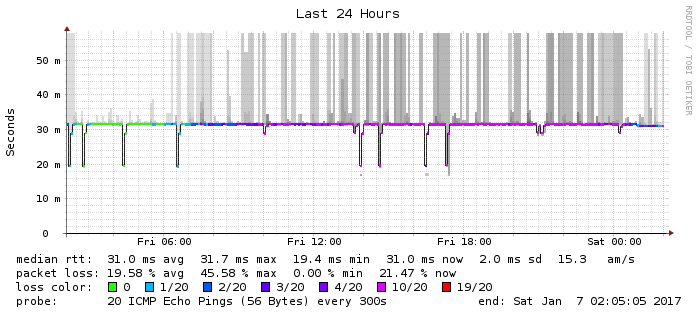 Last 24 Hours
RRDTOOL / TOBI OETIKER
Seconds
50 m
40 m
30 m
20 m
10 m
0
Fri 06:00 Fri 12:00 Fri 18:00 Sat 00:00
median rtt: 31.0 ms avg 31.7 ms max 19.4 ms min 31.0 ms now 2.0 ms sd 15.3 am/s
packet loss: 19.58 % avg 45.58 % max 0.00 % min 21.47 % now
loss color: 0 1/20 2/20 3/20 4/20 10/20 19/20
probe: 20 ICMP Echo Pings (56 Bytes) every 300s end: Sat Jan 7 02:05:05 2017